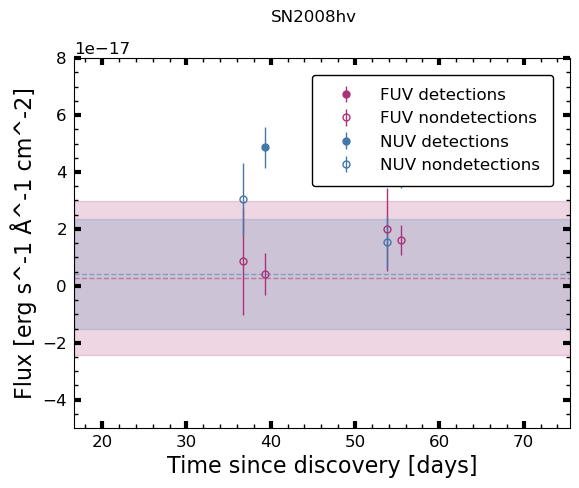 SN2008hv
1e−17
8
6
4
2
0
−2
−4
Flux [erg s^-1 Å^-1 cm^-2]
FUV detections
FUV nondetections
NUV detections
NUV nondetections
20 30 40 50 60 70
Time since discovery [days]